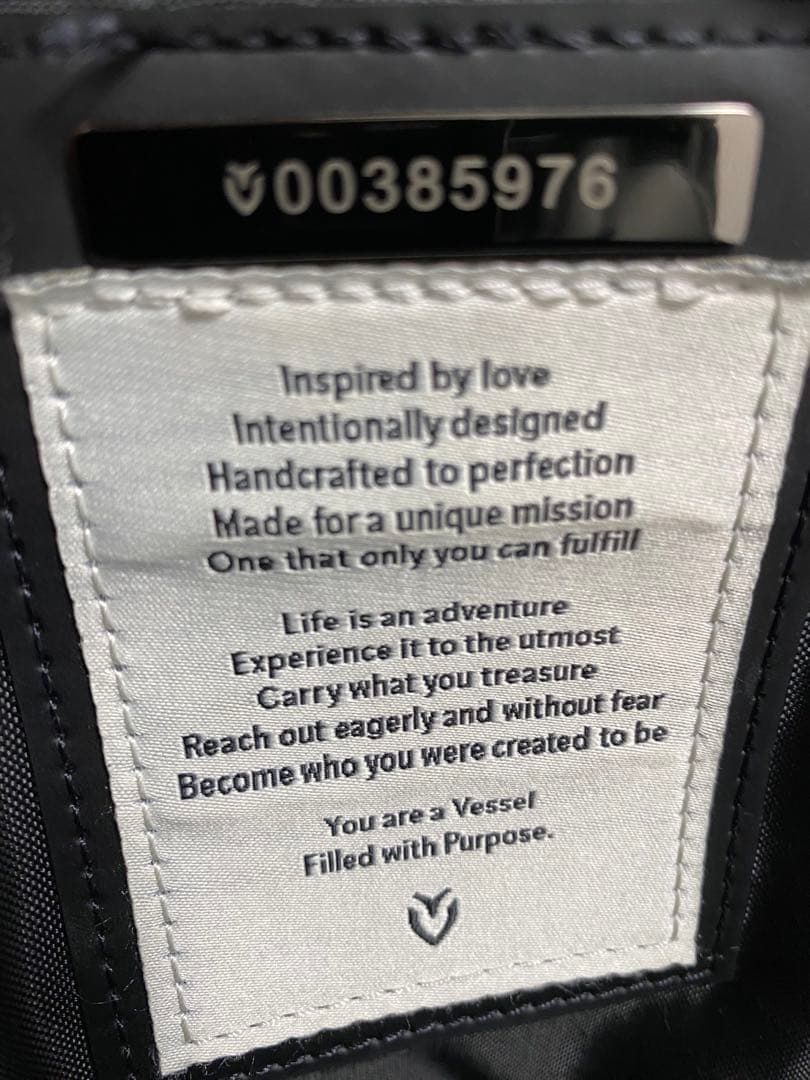 00385976
Inspired by love
Intentionally designed
Handcrafted to perfection
Made for a unique mission
One that only you can fulfill
Life is an adventure
Experience it to the utmost
Carry what you treasure
Reach out eagerly and without fear
Become who you were created to be
You are a Vessel
Filled with Purpose.